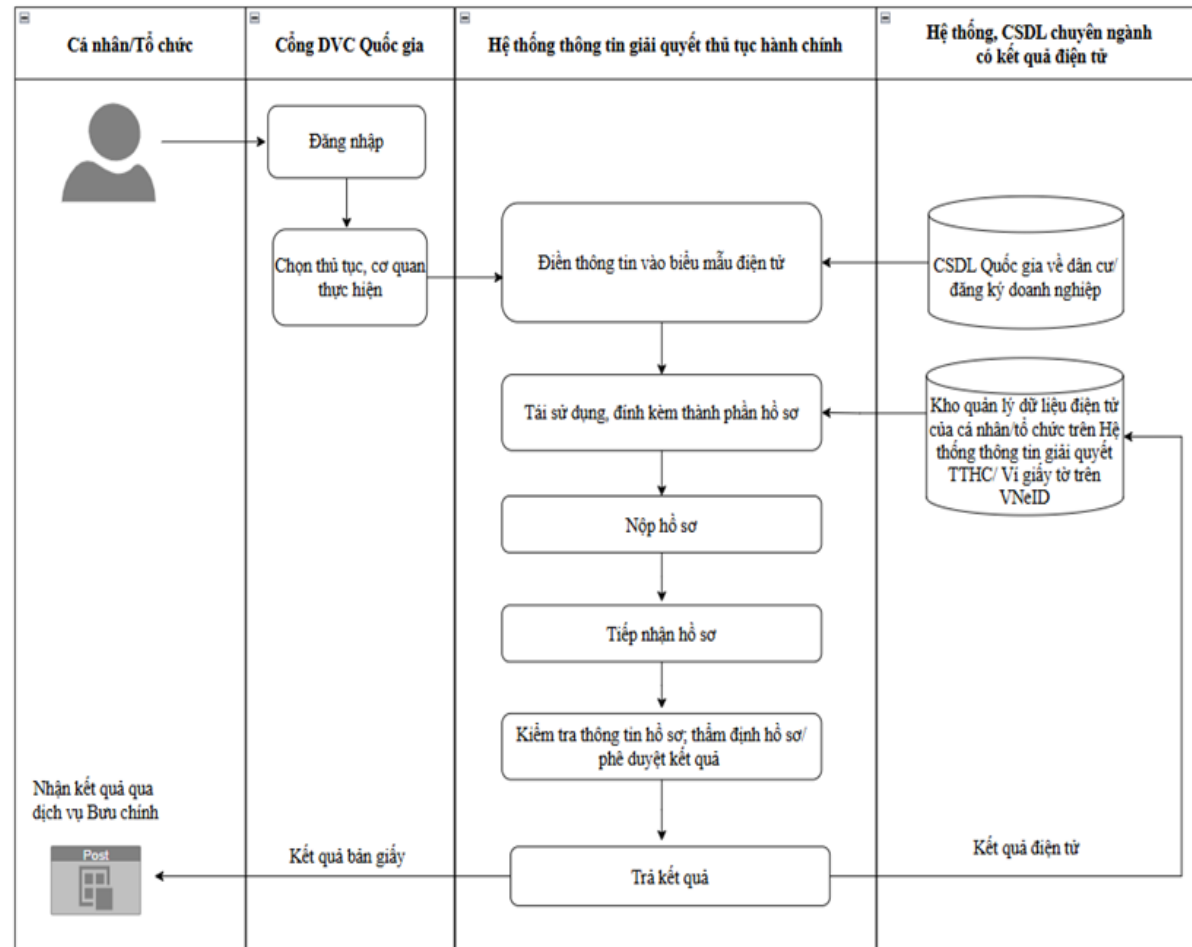 Cá nhân/Tổ chức
Cổng DVC Quốc gia
Hệ thống thông tin giải quyết thủ tục hành chính
Hệ thống, CSDL chuyên ngành
có kết quả điện tử
Đăng nhập
Chọn thủ tục, cơ quan
thực hiện
Điền thông tin vào biểu mẫu điện tử
CSDL Quốc gia về dân cư/
đăng ký doanh nghiệp
Tái sử dụng, đính kèm thành phần hồ sơ
Kho quản lý dữ liệu điện tử
của cá nhân/tổ chức trên Hệ
thống thông tin giải quyết
TTHC/ Ví giấy tờ trên
VNeID
Nộp hồ sơ
Tiếp nhận hồ sơ
Kiểm tra thông tin hồ sơ; thẩm định hồ sơ/
phê duyệt kết quả
Nhận kết quả qua
dịch vụ Bưu chính
Post
Kết quả bản giấy
Trả kết quả
Kết quả điện tử